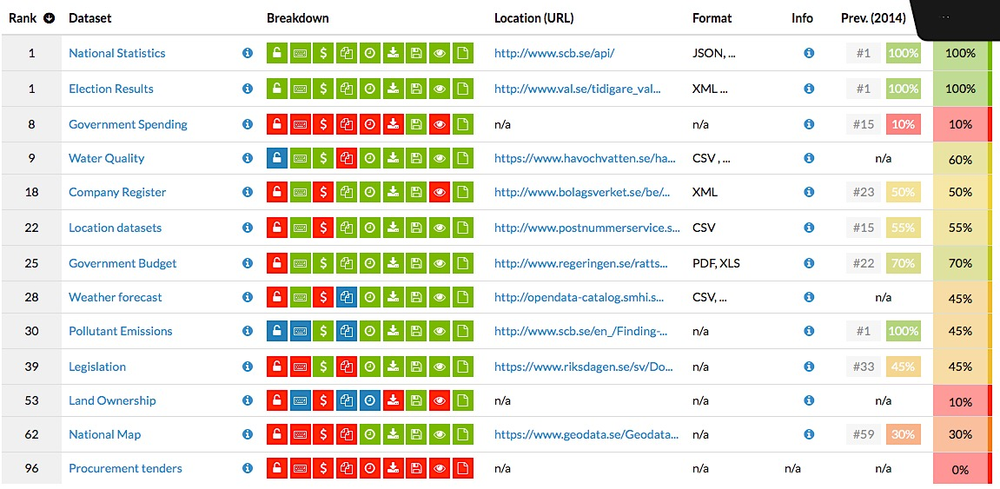 Rank Dataset Breakdown Location (URL) Format Info Prev. (2014)
1 National Statistics $ http://www.scb.se/api/ JSON, ... #1 100% 100%
1 Election Results $ http://www.val.se/tidigare_val... XML ... #1 100% 100%
8 Government Spending $ n/a n/a #15 10% 10%
9 Water Quality $ https://www.havochvatten.se/ha... CSV , ... n/a 60%
18 Company Register $ http://www.bolagsverket.se/be/... XML #23 50% 50%
22 Location datasets $ http://www.postnummerservice.s... CSV #15 55% 55%
25 Government Budget $ http://www.regeringen.se/ratts... PDF, XLS #22 70% 70%
28 Weather forecast $ http://opendata-catalog.smhi.s... CSV, ... n/a 45%
30 Pollutant Emissions $ http://www.scb.se/en_/Finding-... n/a #1 100% 45%
39 Legislation $ https://www.riksdagen.se/sv/Do... n/a #33 45% 45%
53 Land Ownership $ n/a n/a n/a 10%
62 National Map $ https://www.geodata.se/Geodata... n/a #59 30% 30%
96 Procurement tenders $ n/a n/a n/a n/a 0%